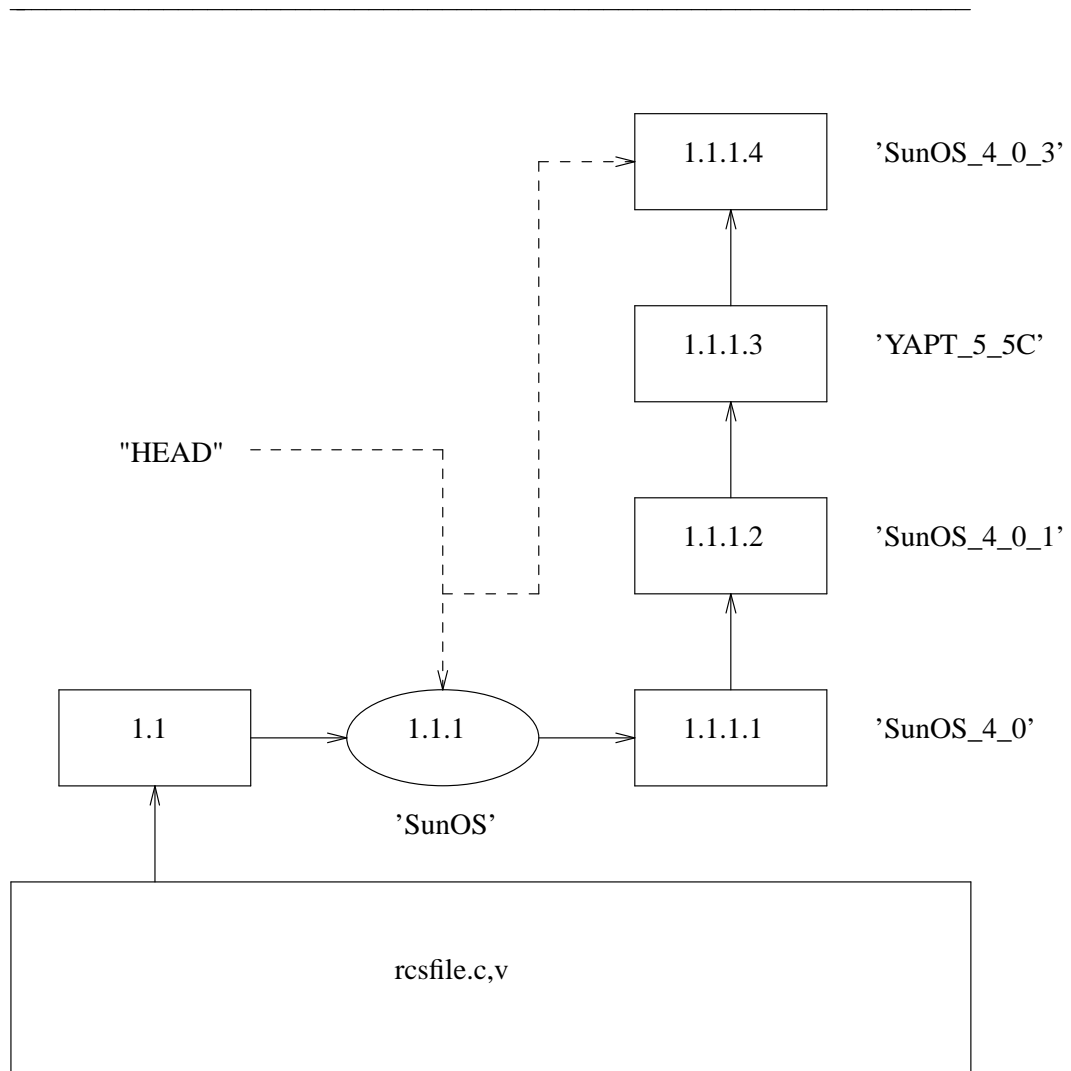 1.1.1.4 ’SunOS_4_0_3’
1.1.1.3 ’YAPT_5_5C’
"HEAD"
1.1.1.2 ’SunOS_4_0_1’
1.1 1.1.1 1.1.1.1 ’SunOS_4_0’
’SunOS’
rcsfile.c,v